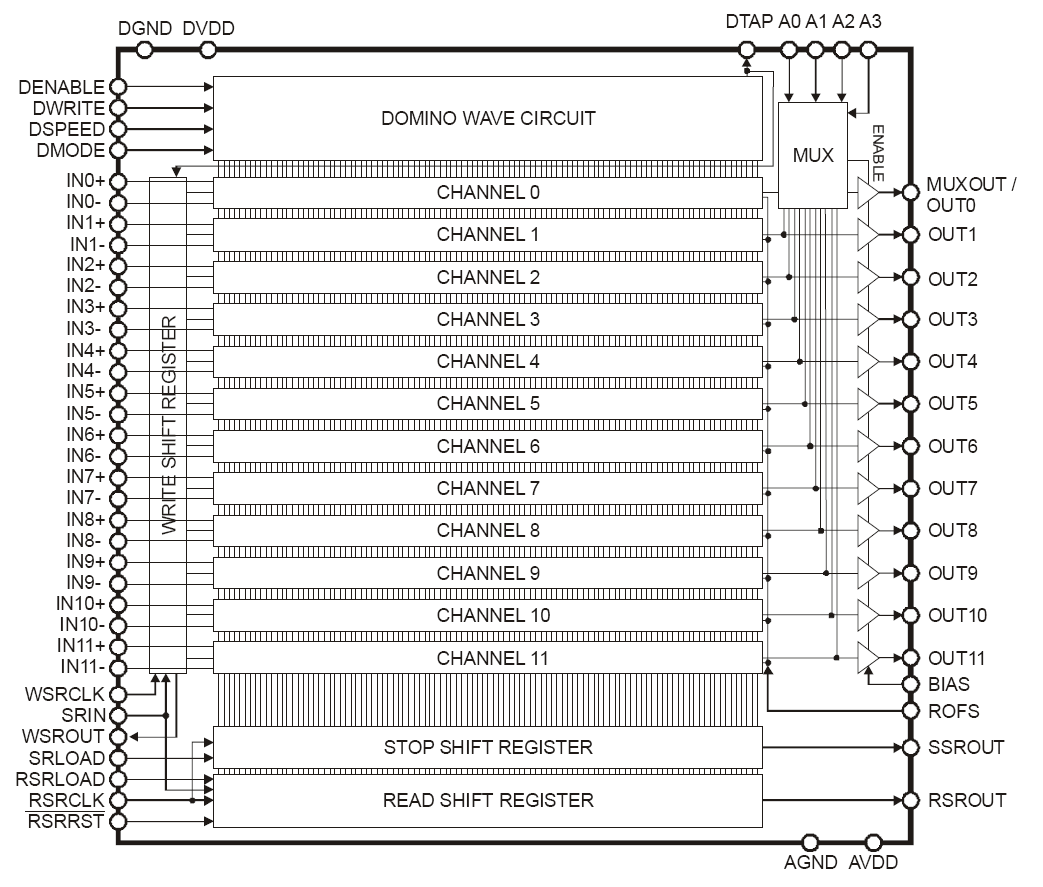 DGND DVDD DTAP A0 A1 A2 A3
DENABLE
DWRITE
DSPEED
DMODE
DOMINO WAVE CIRCUIT
MUX
ENABLE
IN0+
IN0-
IN1+
IN1-
IN2+
IN2-
IN3+
IN3-
IN4+
IN4-
IN5+
IN5-
IN6+
IN6-
IN7+
IN7-
IN8+
IN8-
IN9+
IN9-
IN10+
IN10-
IN11+
IN11-
WSRCLK
SRIN
WSROUT
SRLOAD
RSRLOAD
RSRCLK
RSRRST
WRITE SHIFT REGISTER
CHANNEL 0
CHANNEL 1
CHANNEL 2
CHANNEL 3
CHANNEL 4
CHANNEL 5
CHANNEL 6
CHANNEL 7
CHANNEL 8
CHANNEL 9
CHANNEL 10
CHANNEL 11
STOP SHIFT REGISTER
READ SHIFT REGISTER
MUXOUT /
OUT0
OUT1
OUT2
OUT3
OUT4
OUT5
OUT6
OUT7
OUT8
OUT9
OUT10
OUT11
BIAS
ROFS
SSROUT
RSROUT
AGND AVDD